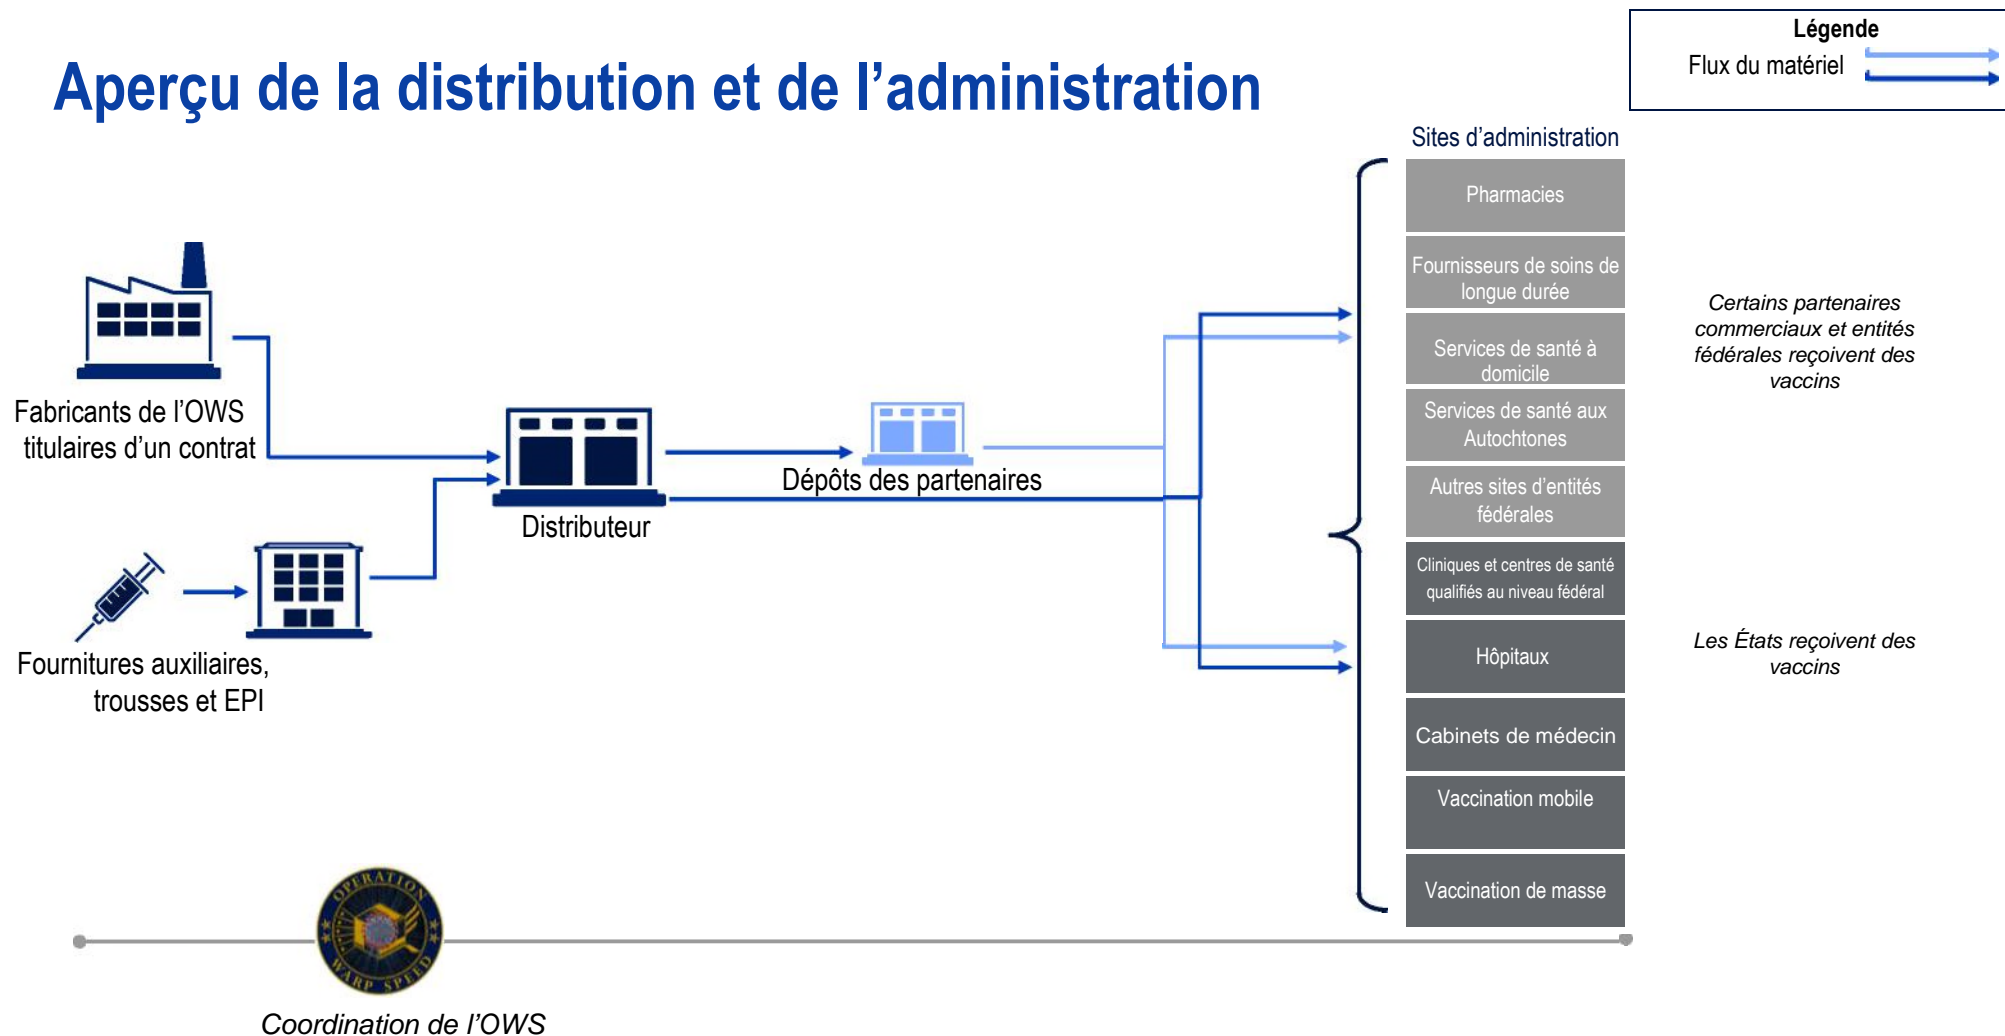 Légende
Flux du matériel
Aperçu de la distribution et de l’administration
Sites d’administration
Pharmacies
Fournisseurs de soins de
longue durée
Services de santé à
domicile
Services de santé aux
Autochtones
Autres sites d’entités
fédérales
Cliniques et centres de santé
qualifiés au niveau fédéral
Hôpitaux
Cabinets de médecin
Vaccination mobile
Vaccination de masse
Certains partenaires
commerciaux et entités
fédérales reçoivent des
vaccins
Les États reçoivent des
vaccins
Fabricants de l’OWS
titulaires d’un contrat
Distributeur
Dépôts des partenaires
Fournitures auxiliaires,
trousses et EPI
OPERATION
WARP SPEED
Coordination de l’OWS